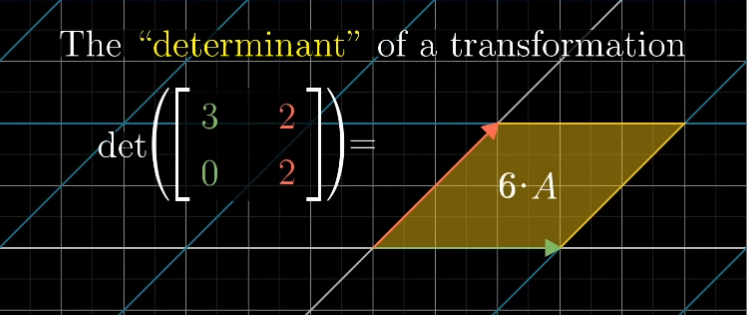 The “determinant” of a transformation
det([3 2
0 2]) =
6 · A